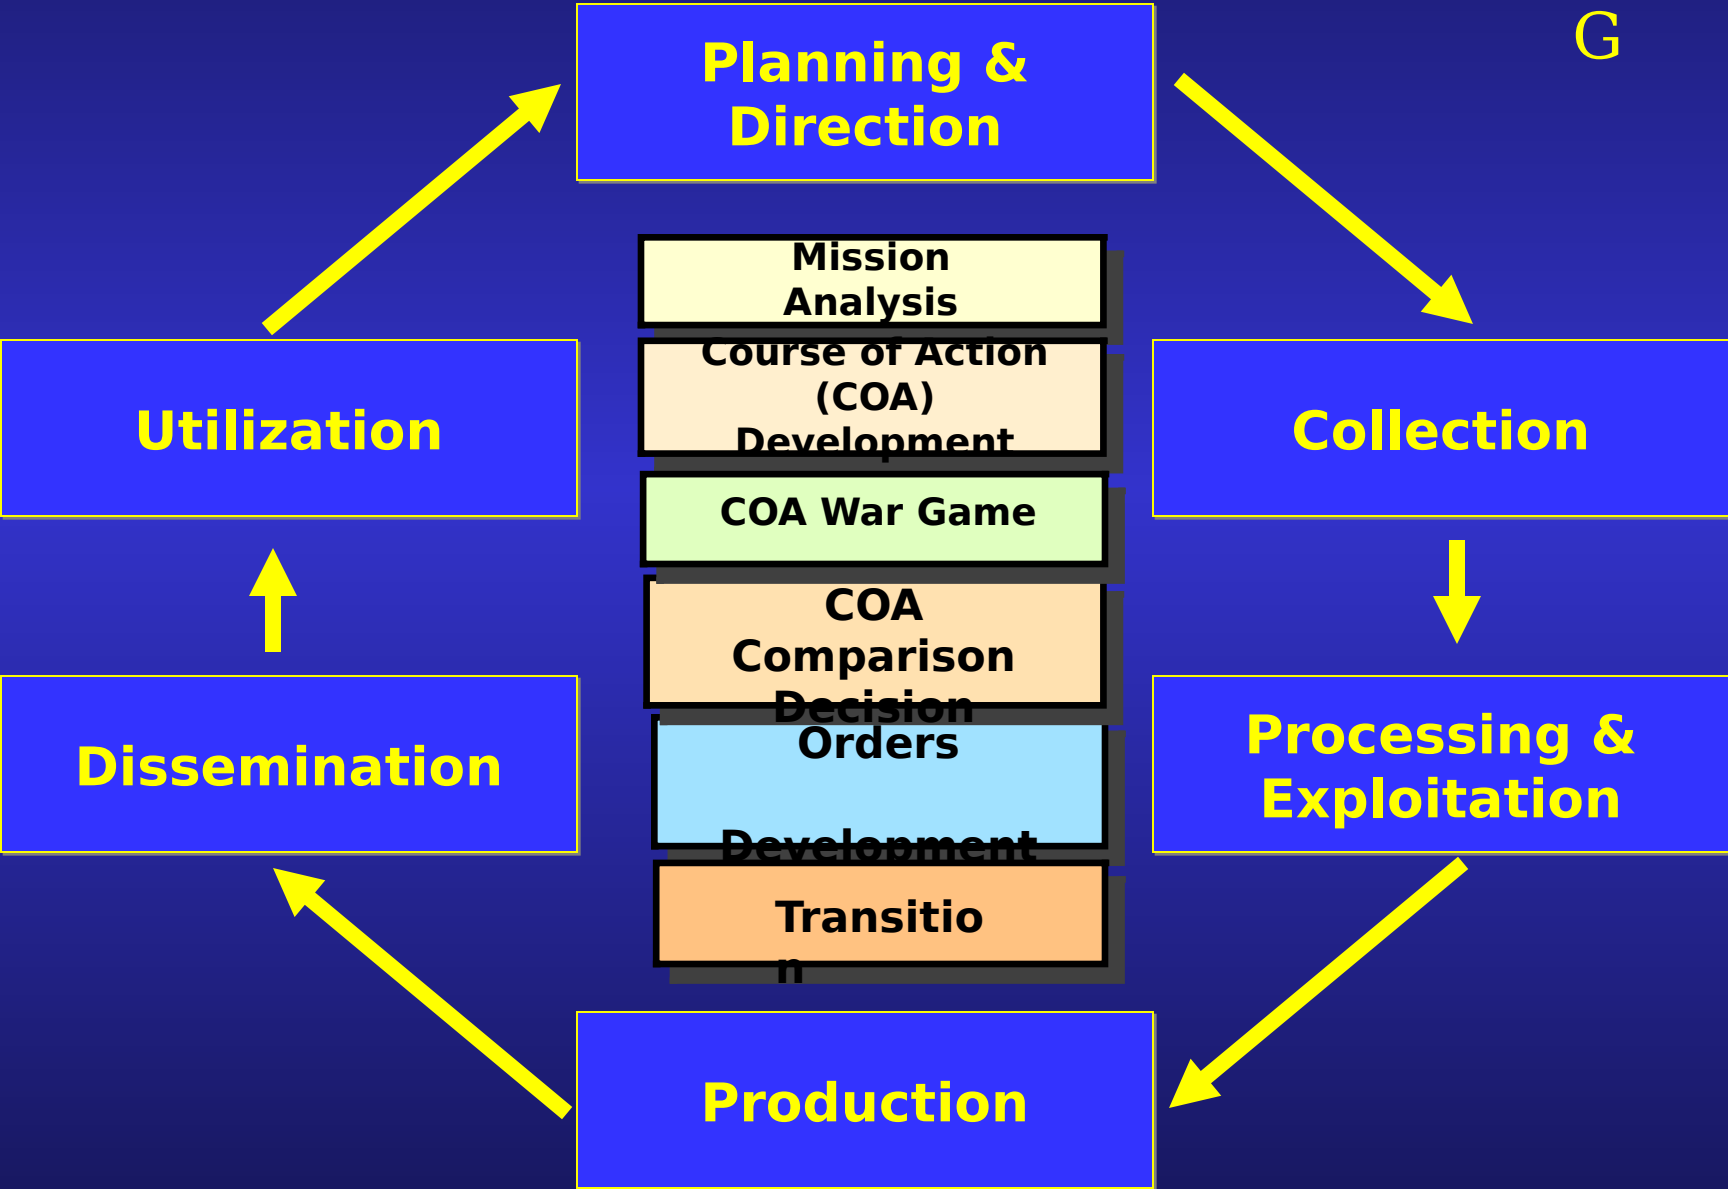 G
Planning &
Direction
Mission
Analysis
Course of Action
(COA)
Development
COA War Game
COA
Comparison
Decision
Orders
Development
Transitio
n
Utilization
Collection
Dissemination
Processing &
Exploitation
Production